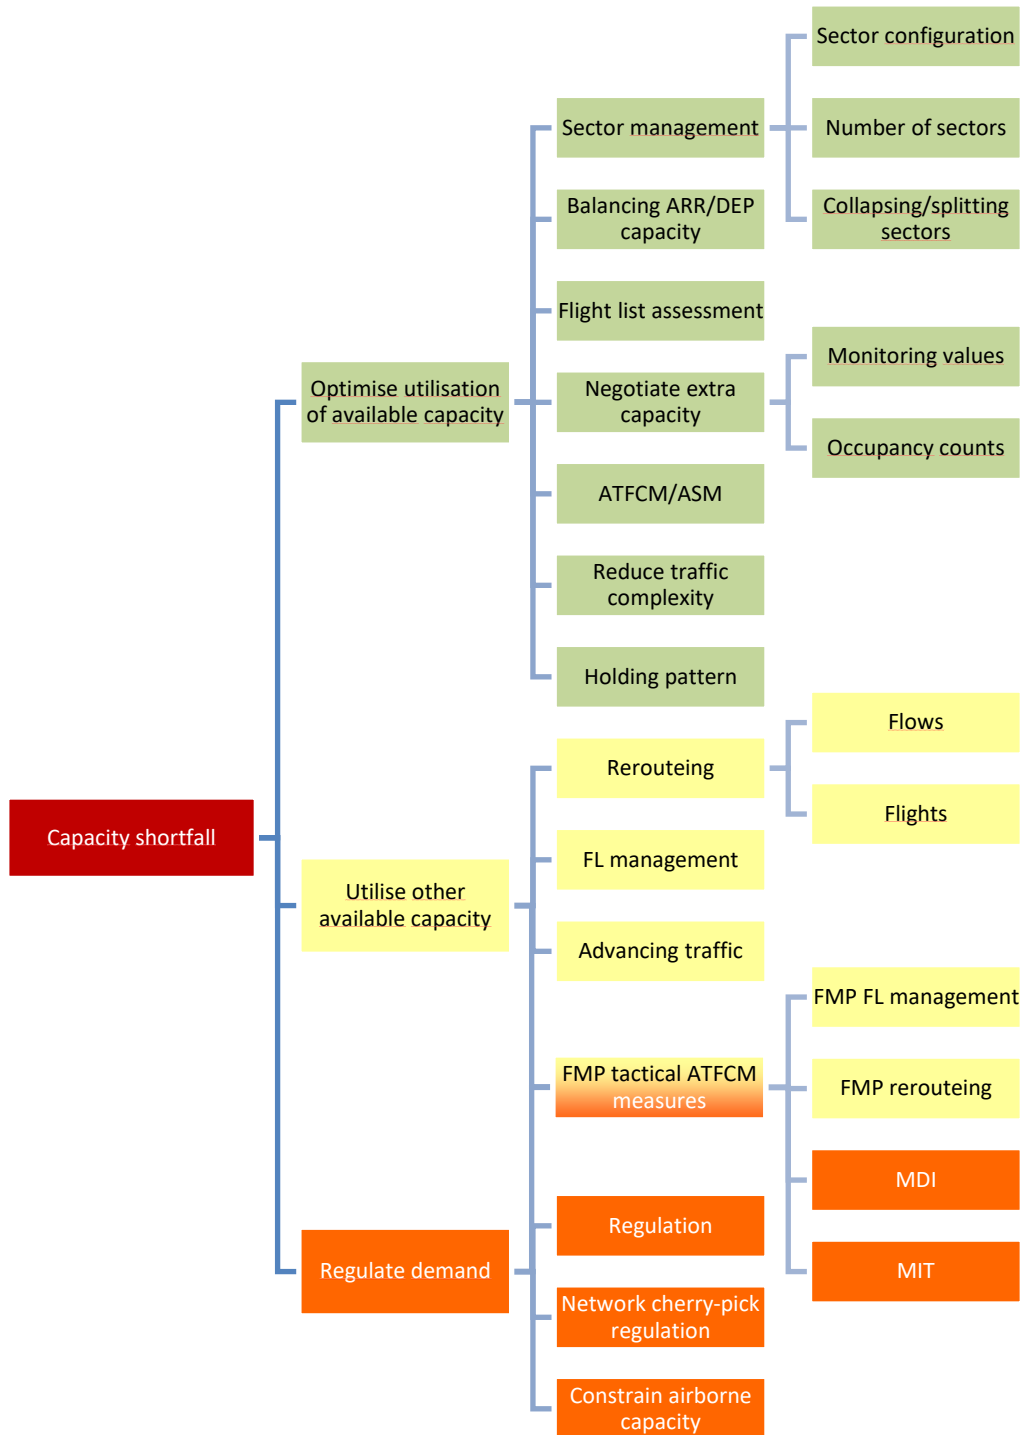 Capacity shortfall
Optimise utilisation
of available capacity
Sector management
Sector configuration
Number of sectors
Collapsing/splitting
sectors
Balancing ARR/DEP
capacity
Flight list assessment
Negotiate extra
capacity
Monitoring values
Occupancy counts
ATFCM/ASM
Reduce traffic
complexity
Holding pattern
Utilise other
available capacity
Rerouteing
Flows
Flights
FL management
Advancing traffic
FMP tactical ATFCM
measures
FMP FL management
FMP rerouteing
MDI
MIT
Regulate demand
Regulation
Network cherry-pick
regulation
Constrain airborne
capacity